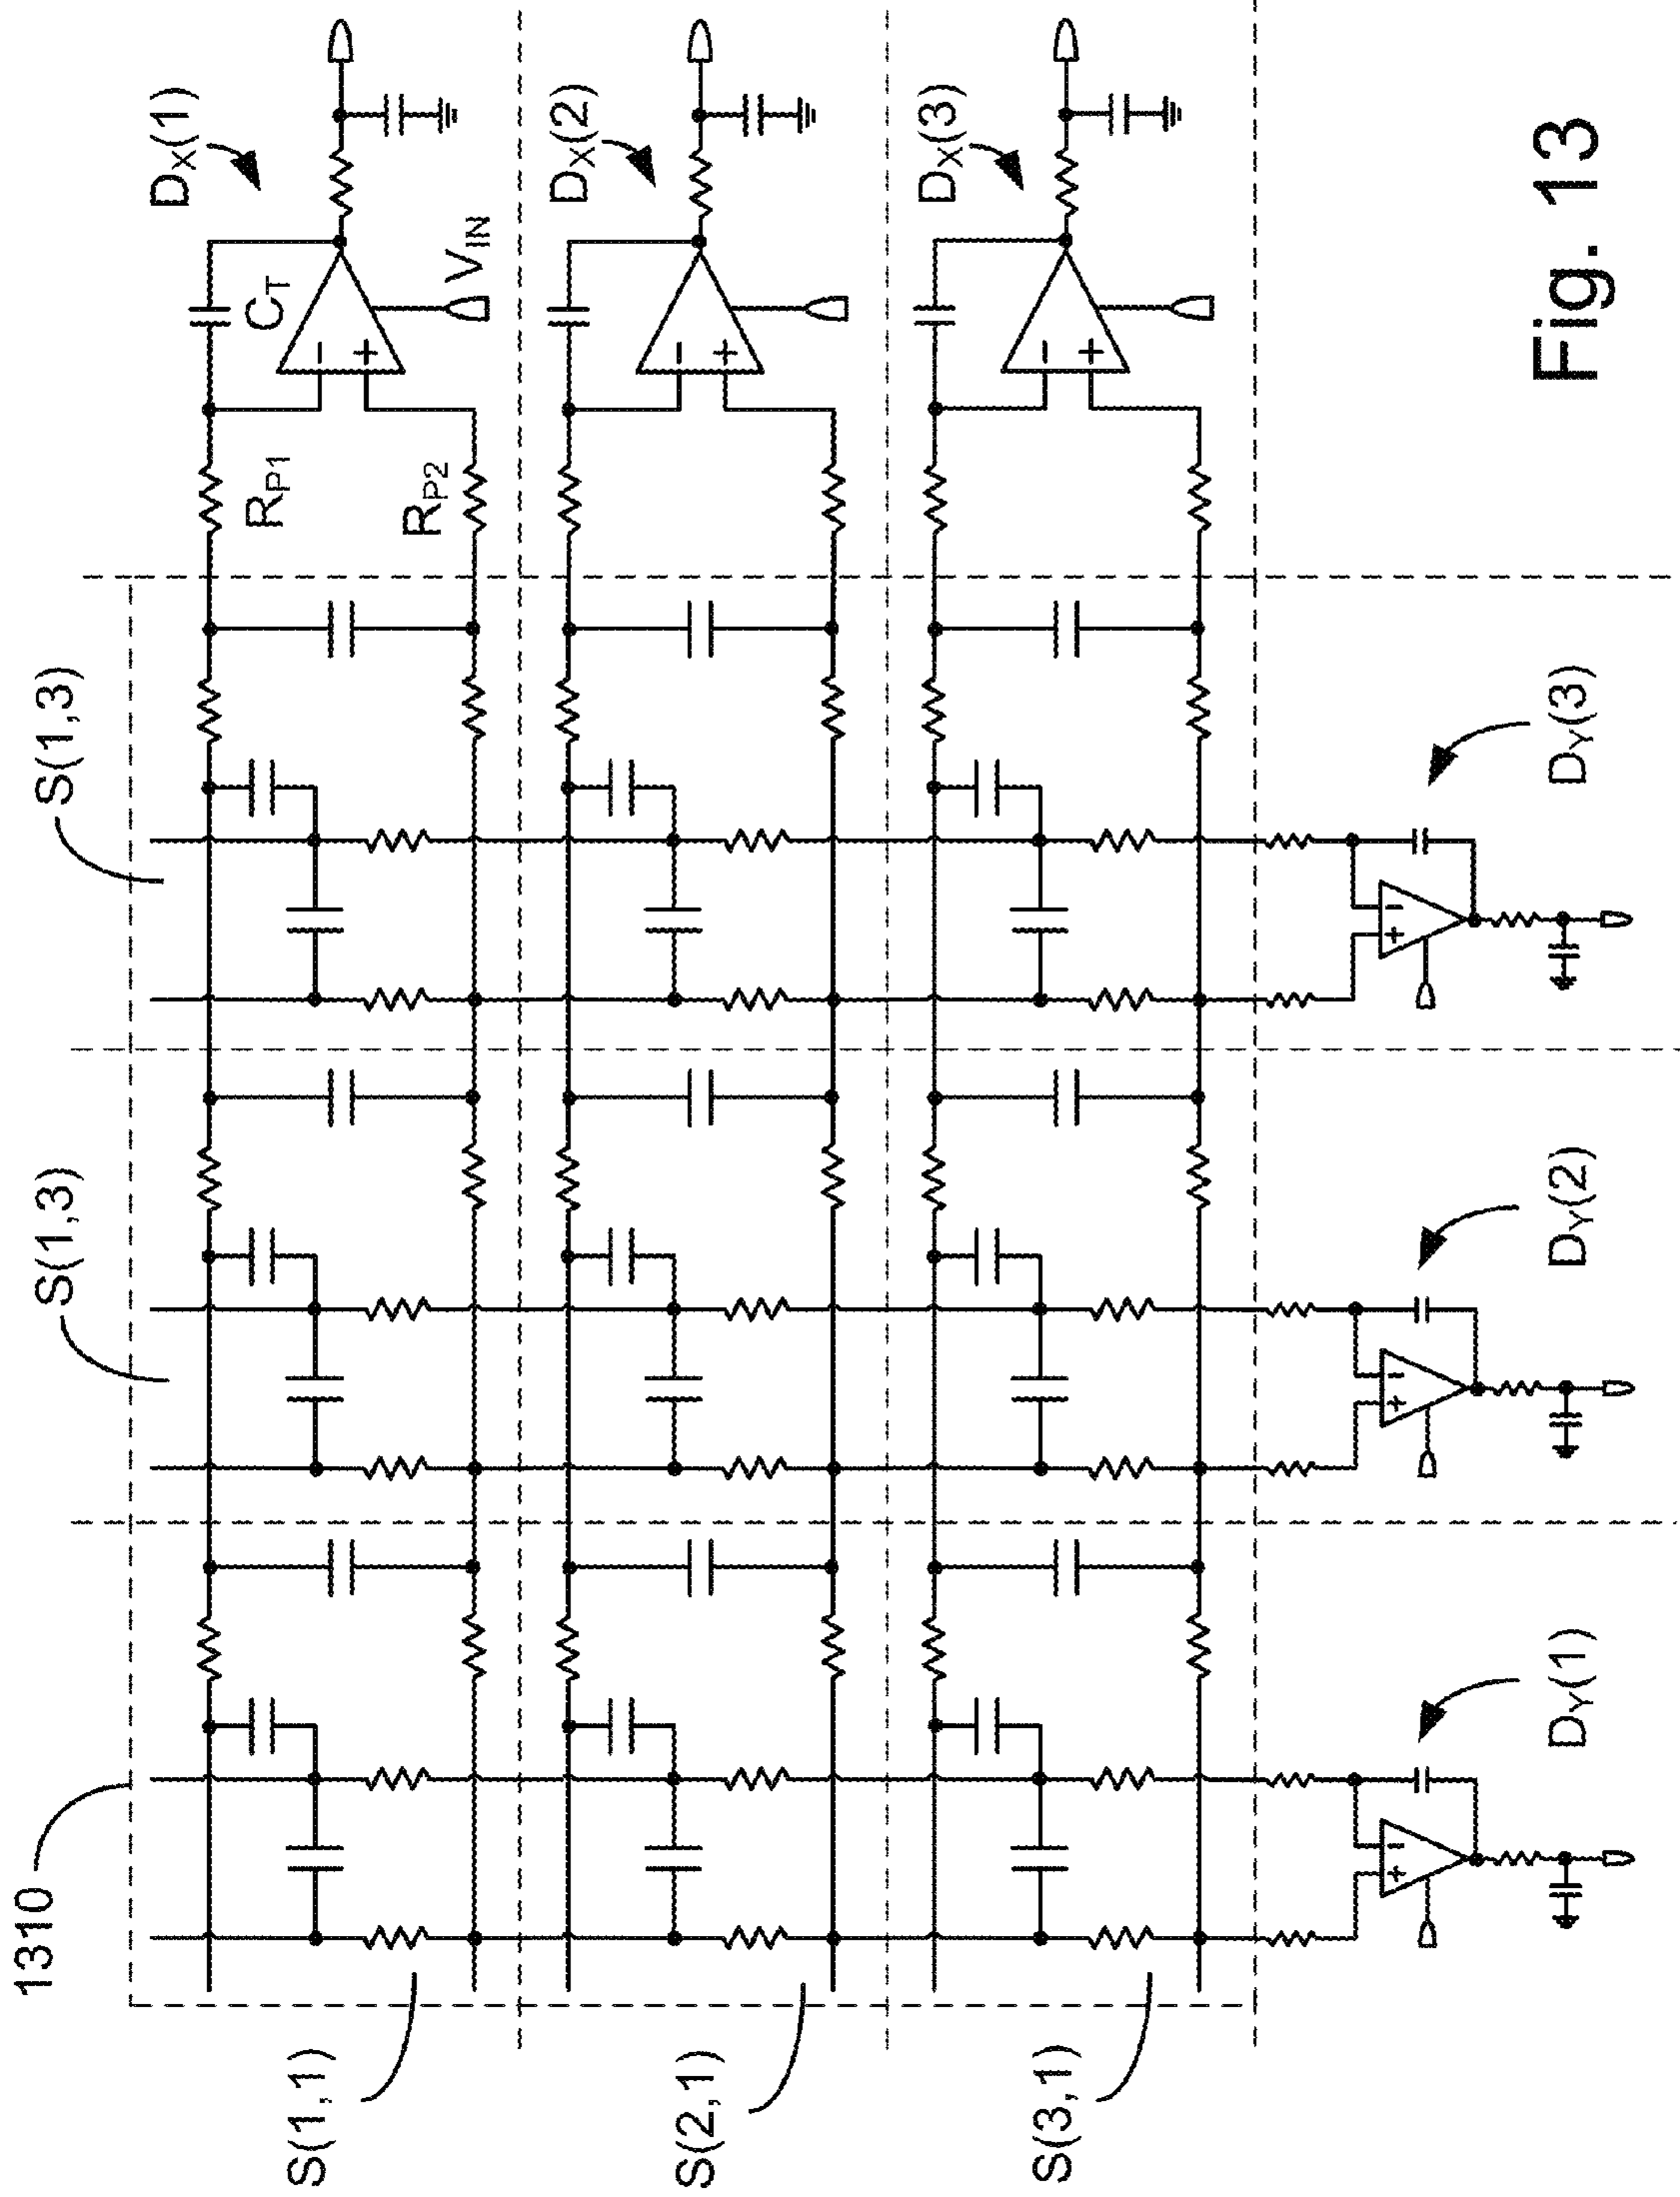 1310
S(1,3)
S(1,3)
S(1,1)
S(2,1)
S(3,1)
DX(1)
CT
- +
VIN
RP1
RP2
DX(2)
- +
DX(3)
- +
DY(1)
+ -
DY(2)
+ -
DY(3)
+ -
Fig. 13